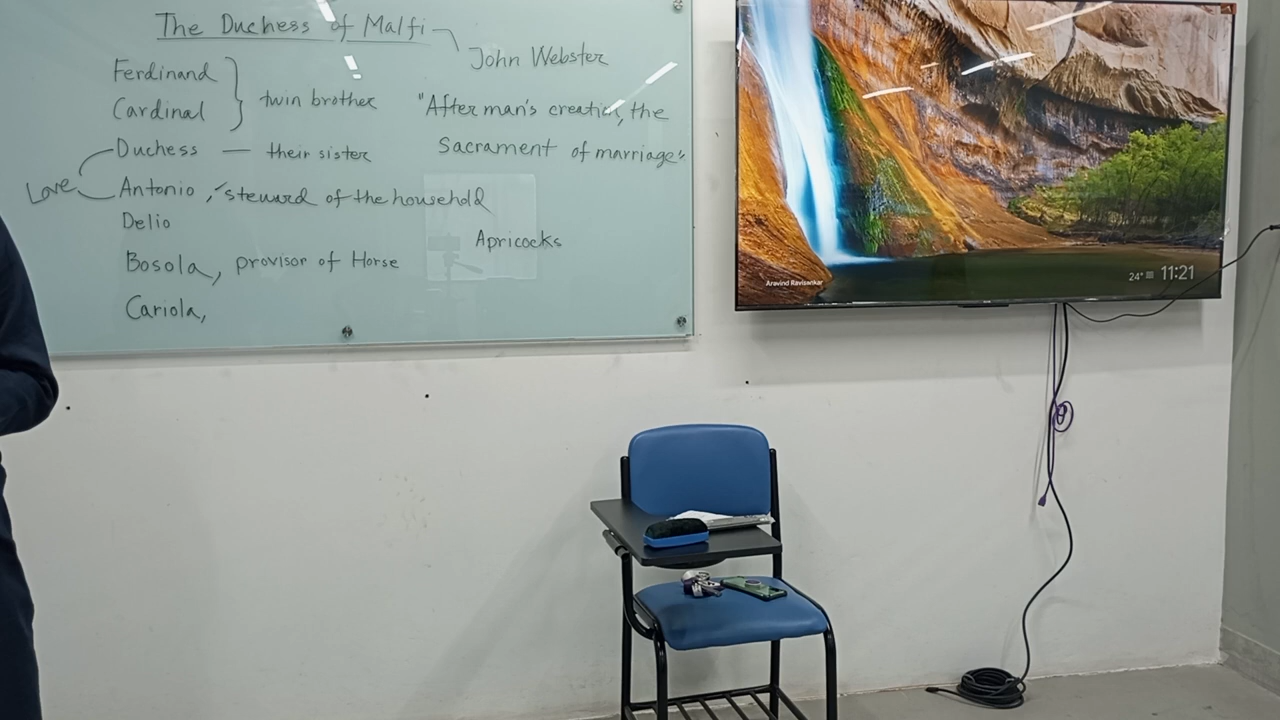 The Duchess of Malfi
John Webster
Ferdinand
Cardinal
twin brother
"After man's creation, the
Sacrament of marriage"
Duchess — their sister
Love
Antonio, steward of the household
Delio
Apricocks
Bosola, provisor of Horse
Cariola,
Aravind Ravisankar
24° 11:21